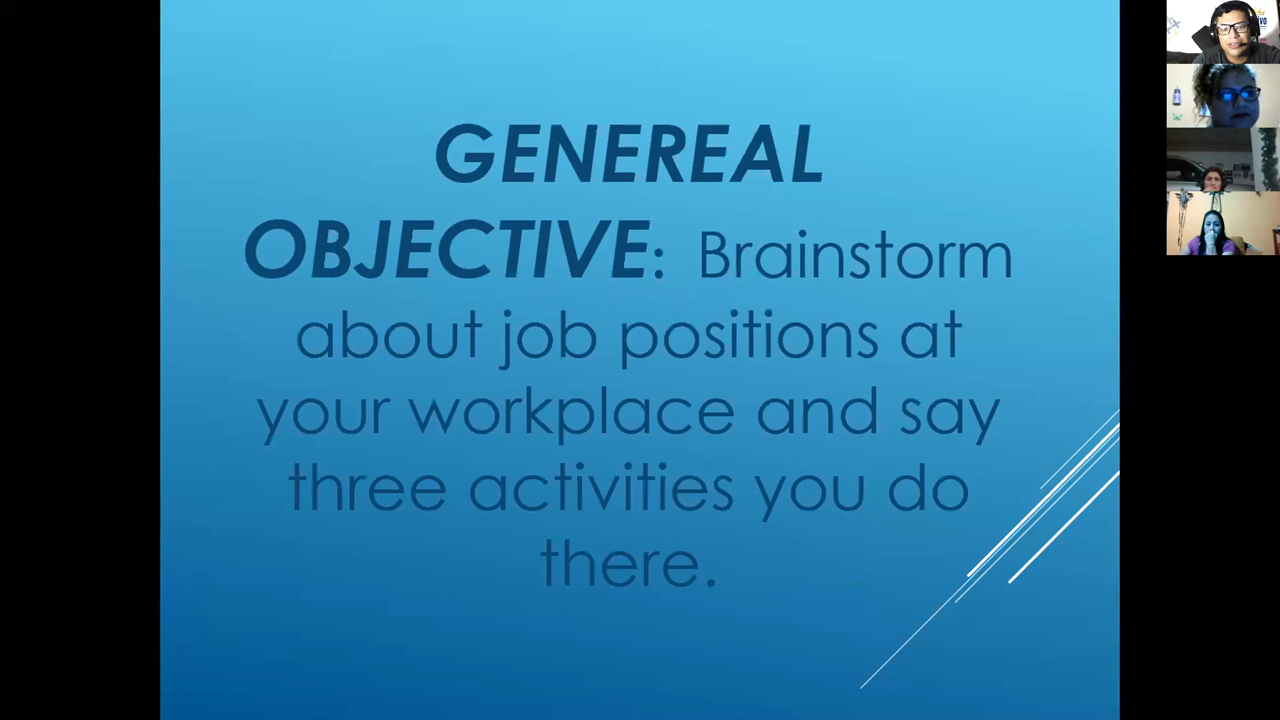 GENEREAL
OBJECTIVE: Brainstorm
about job positions at
your workplace and say
three activities you do
there.